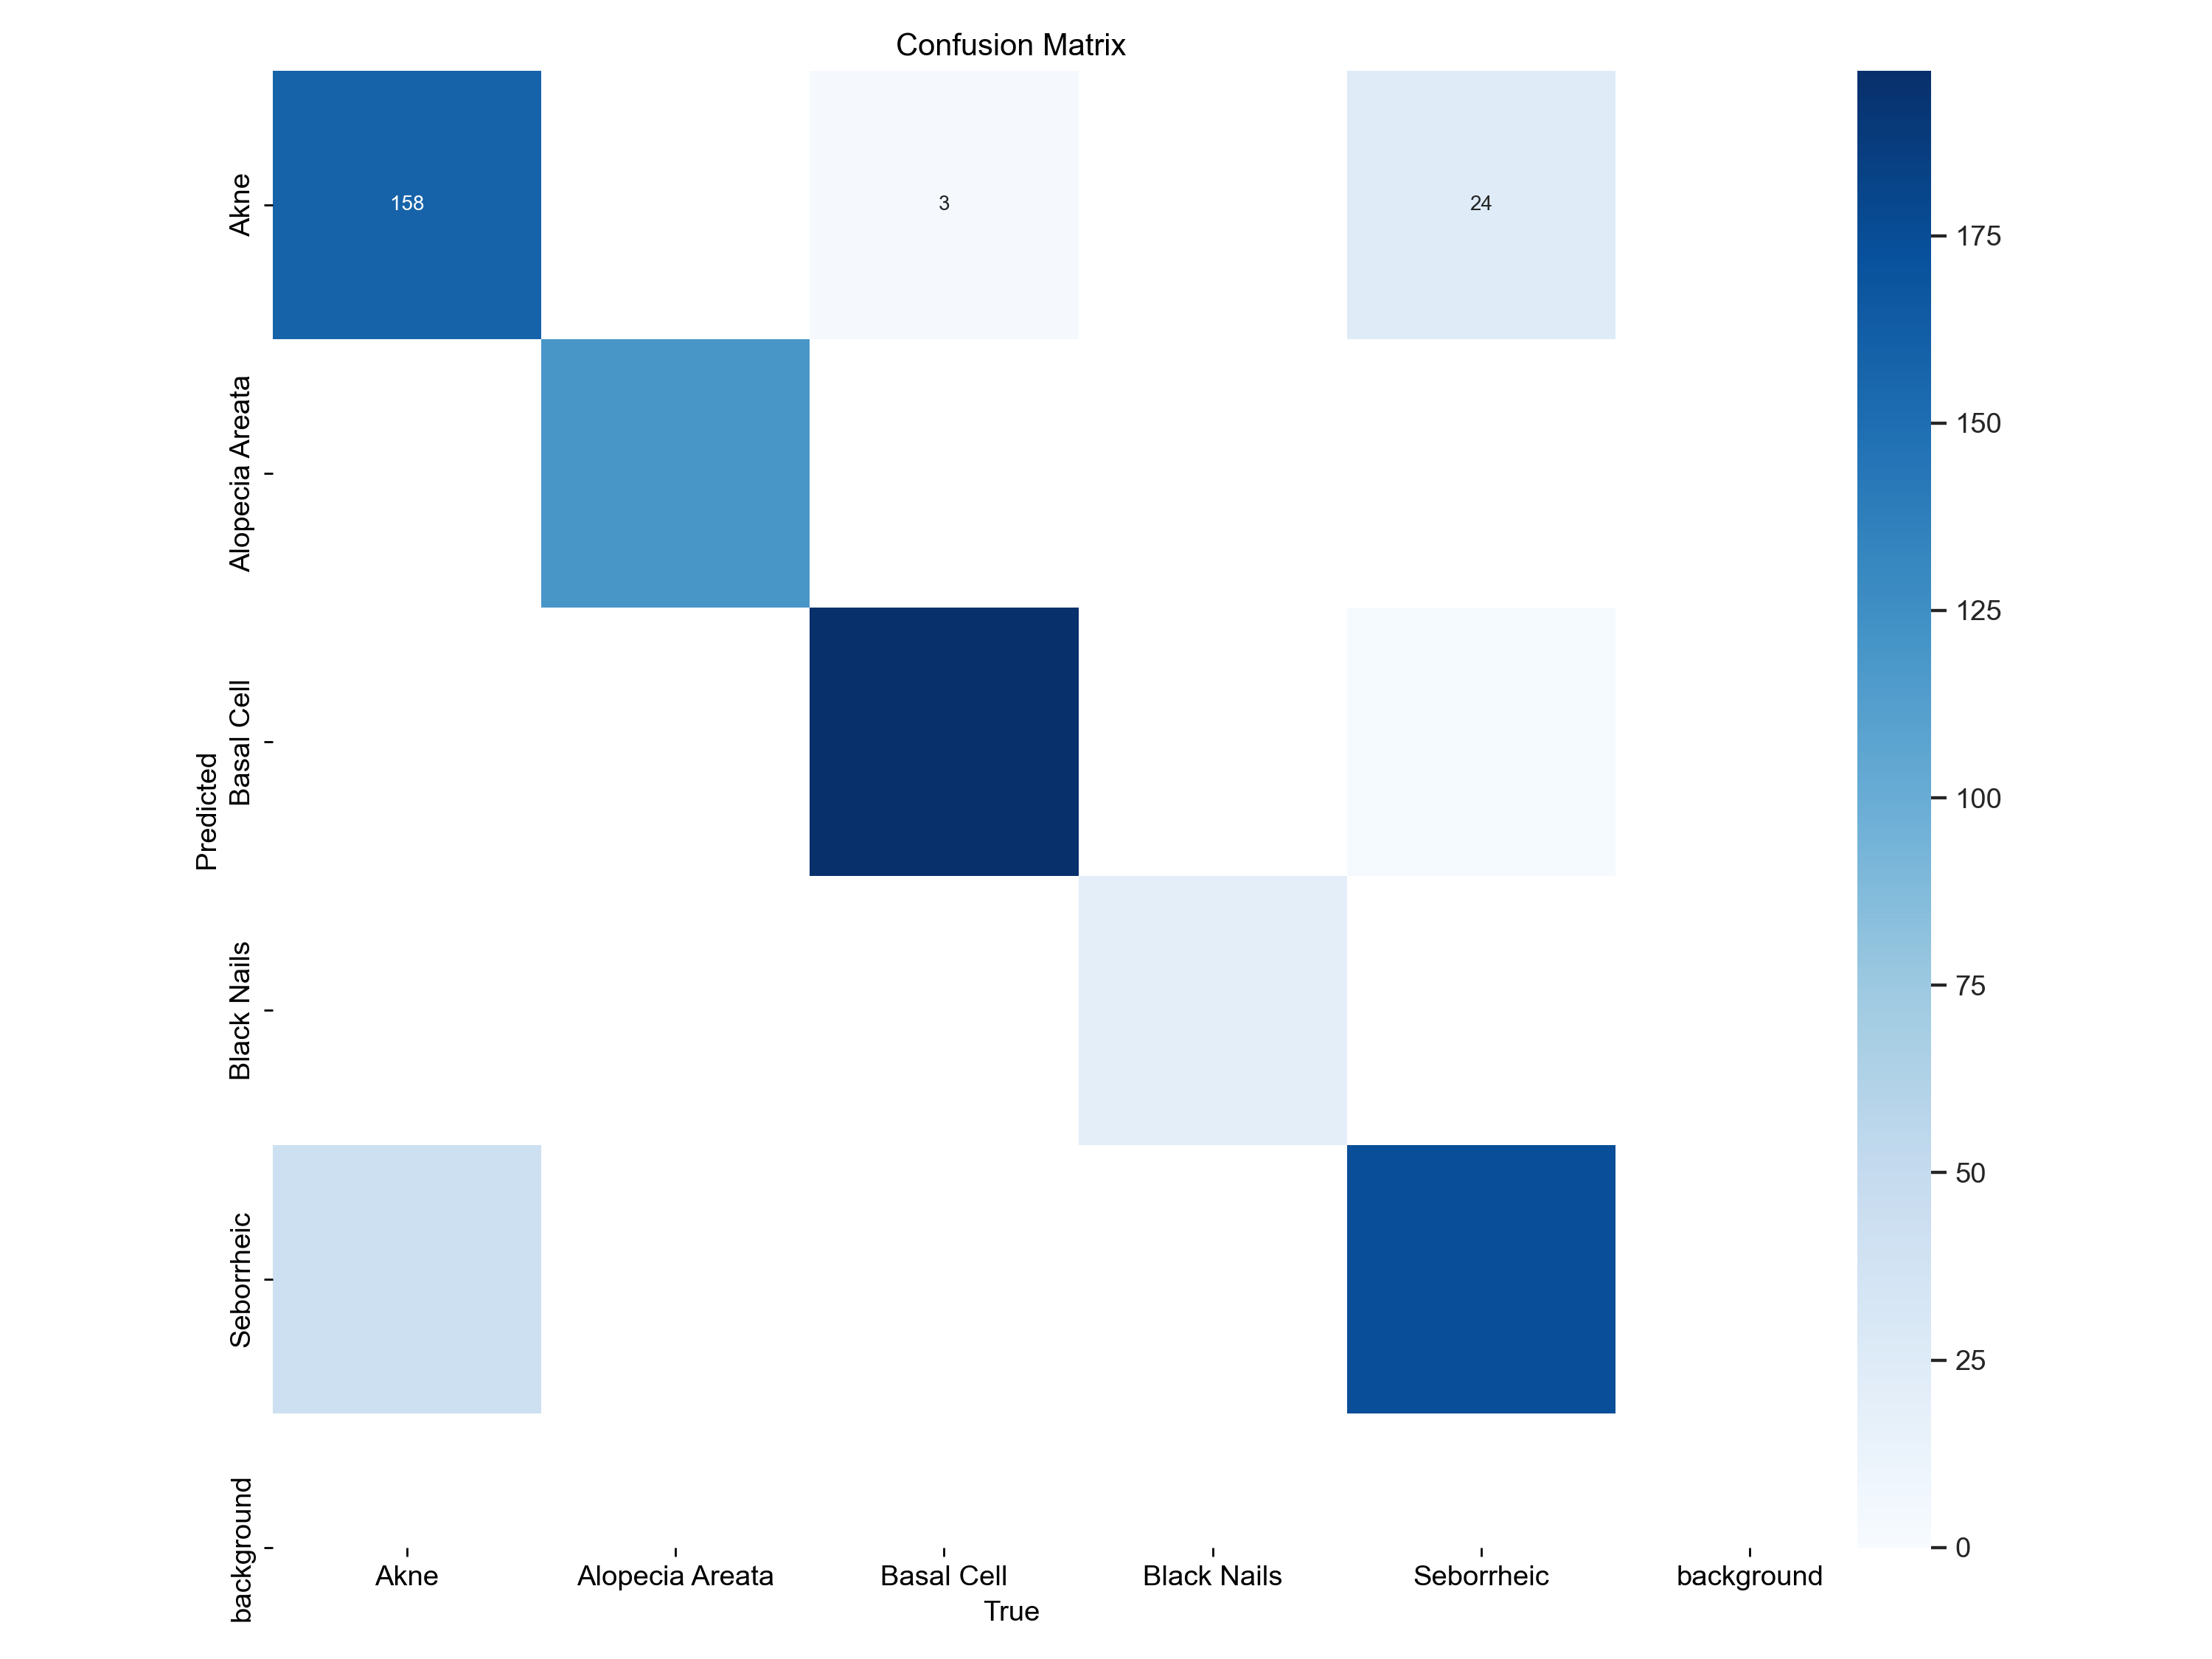 Confusion Matrix
Predicted
Akne
158
3
24
Alopecia Areata
Basal Cell
Black Nails
Seborrheic
background
Akne
Alopecia Areata
Basal Cell
Black Nails
Seborrheic
background
True
175
150
125
100
75
50
25
0